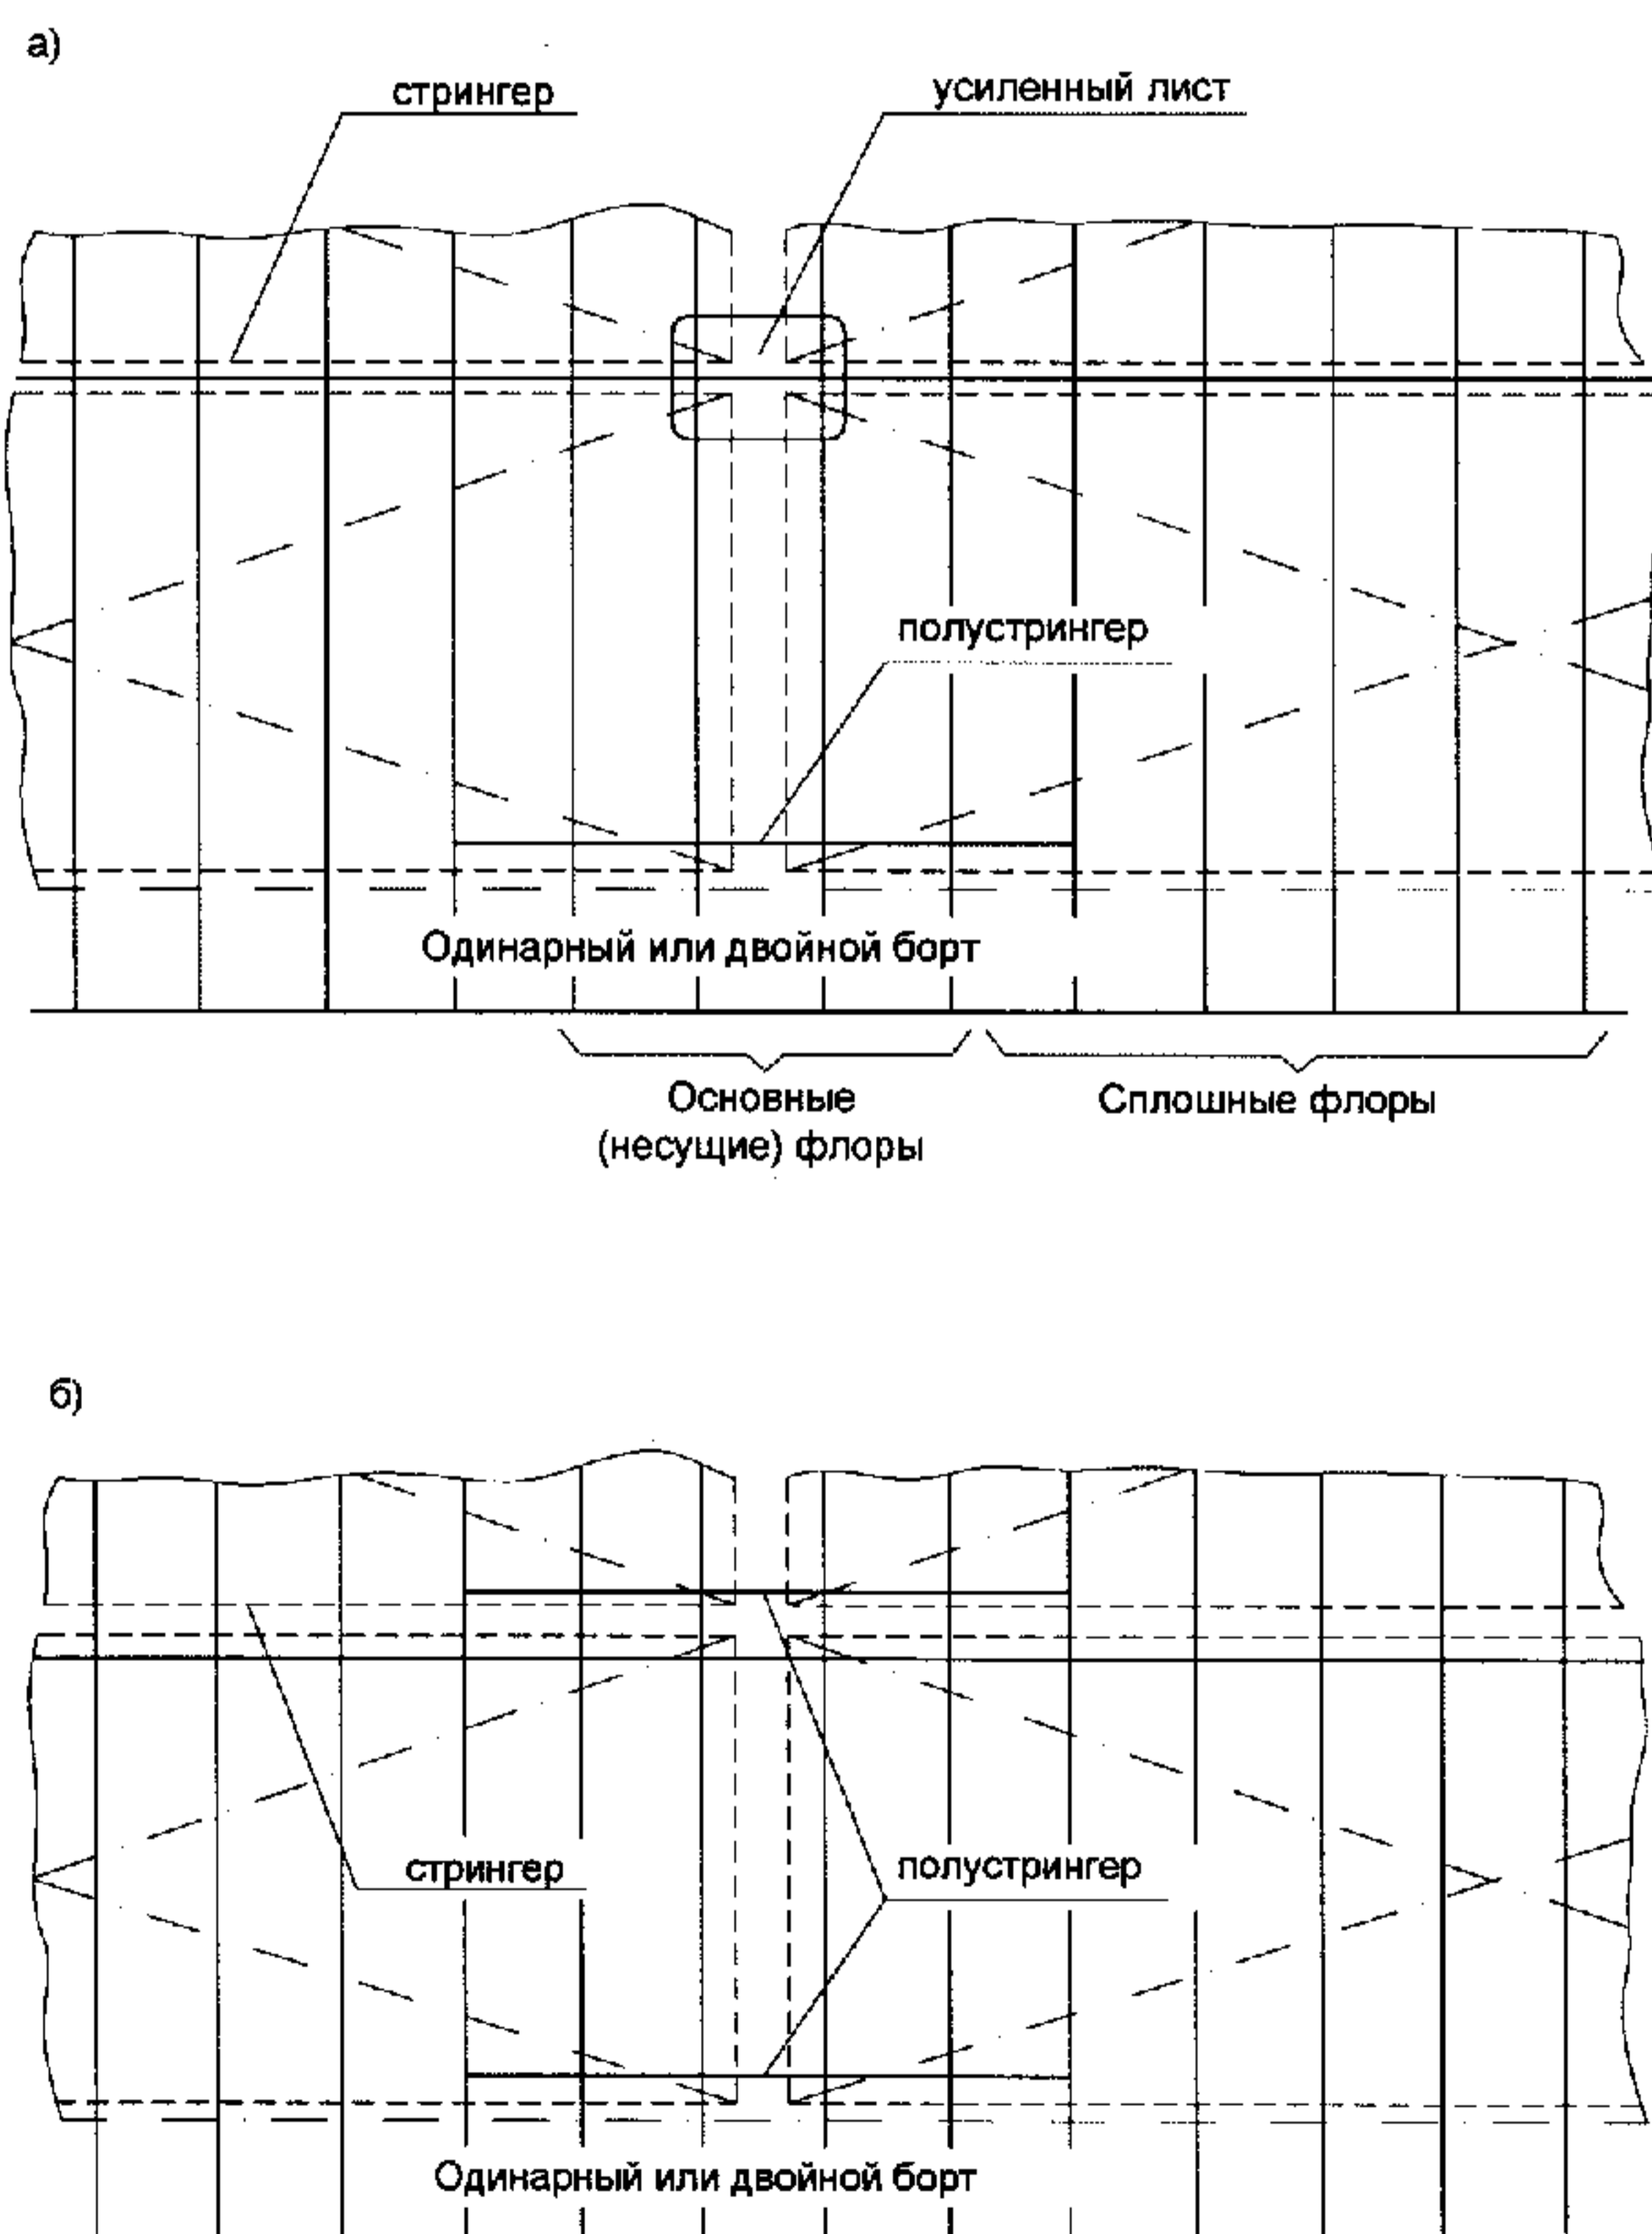 а)
стрингер
усиленный лист
полустрингер
Одинарный или двойной борт
Основные
(несущие) флоры
Сплошные флоры
б)
стрингер
полустрингер
Одинарный или двойной борт